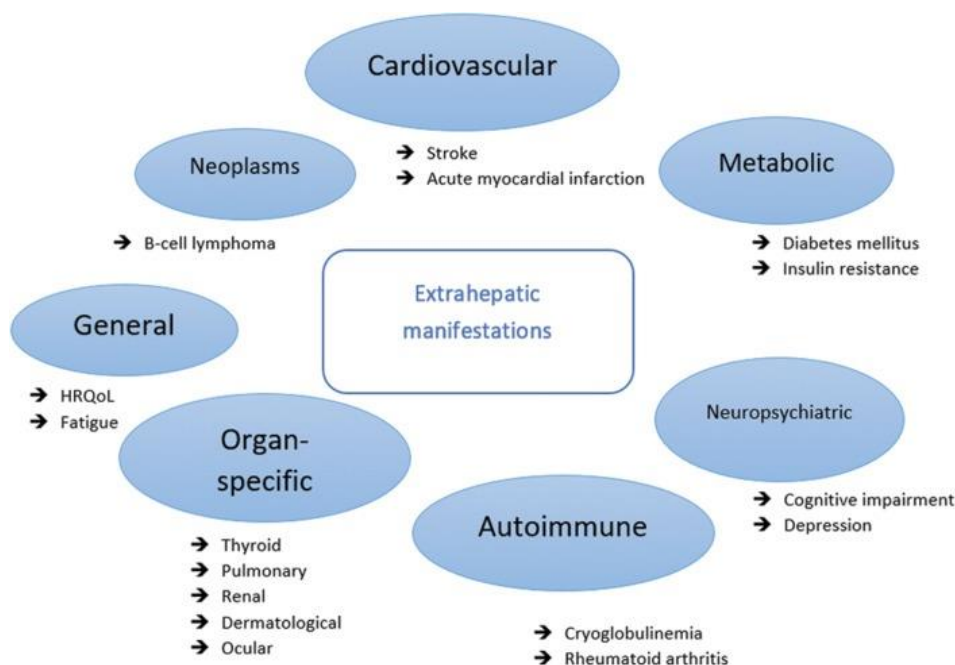 Cardiovascular
→ Stroke
→ Acute myocardial infarction
Neoplasms
→ B-cell lymphoma
Metabolic
→ Diabetes mellitus
→ Insulin resistance
Extrahepatic
manifestations
General
→ HRQoL
→ Fatigue
Neuropsychiatric
→ Cognitive impairment
→ Depression
Organ-
specific
→ Thyroid
→ Pulmonary
→ Renal
→ Dermatological
→ Ocular
Autoimmune
→ Cryoglobulinemia
→ Rheumatoid arthritis